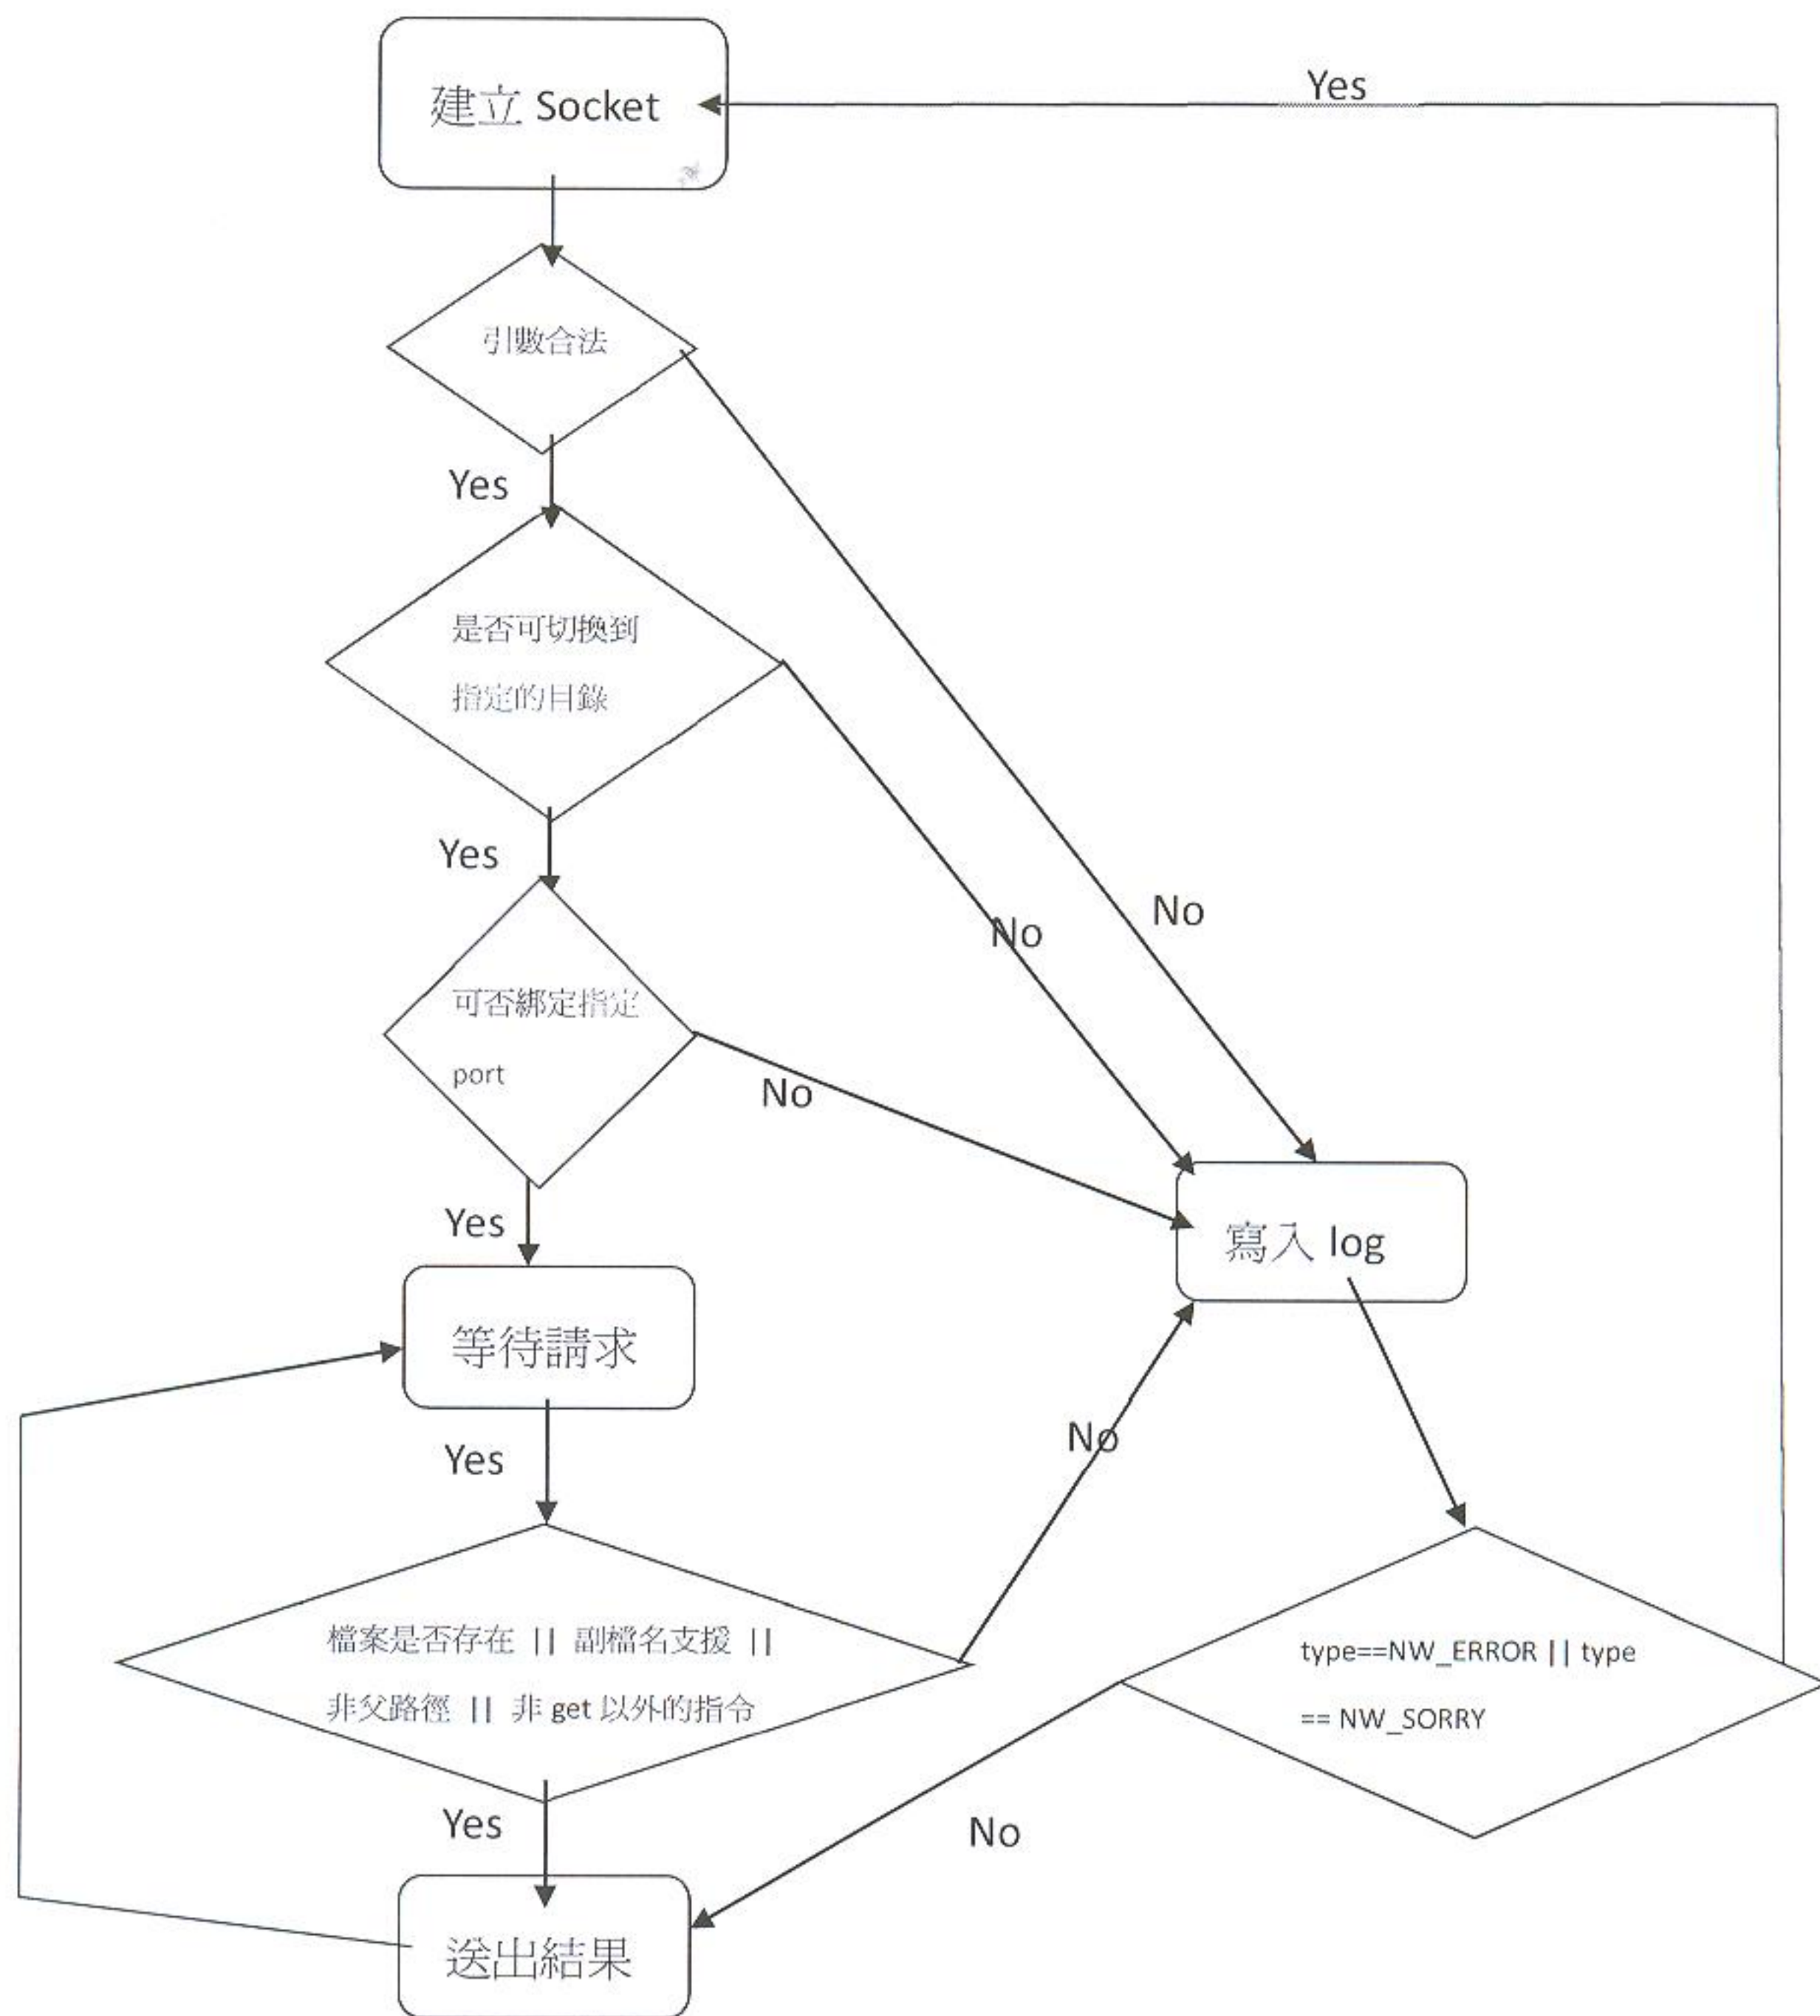 建立 Socket
Yes
引數合法
Yes
是否可切換到
指定的目錄
Yes
No
No
可否綁定指定
port
No
Yes
寫入 log
等待請求
Yes
No
檔案是否存在 || 副檔名支援 ||
非父路徑 || 非 get 以外的指令
type==NW_ERROR || type
== NW_SORRY
Yes
No
送出結果